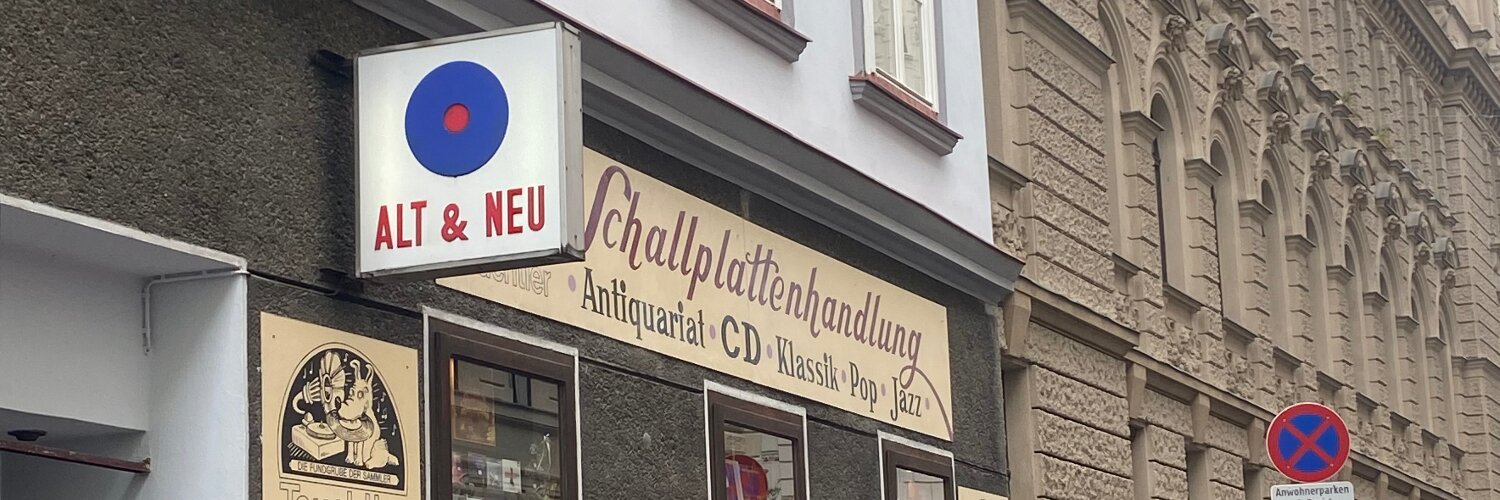 ALT & NEU
Schallplattenhandlung
Antiquariat • CD • Klassik • Pop • Jazz •
DIE FUNDGRUBE DER SAMMLER
Anwohnerparken